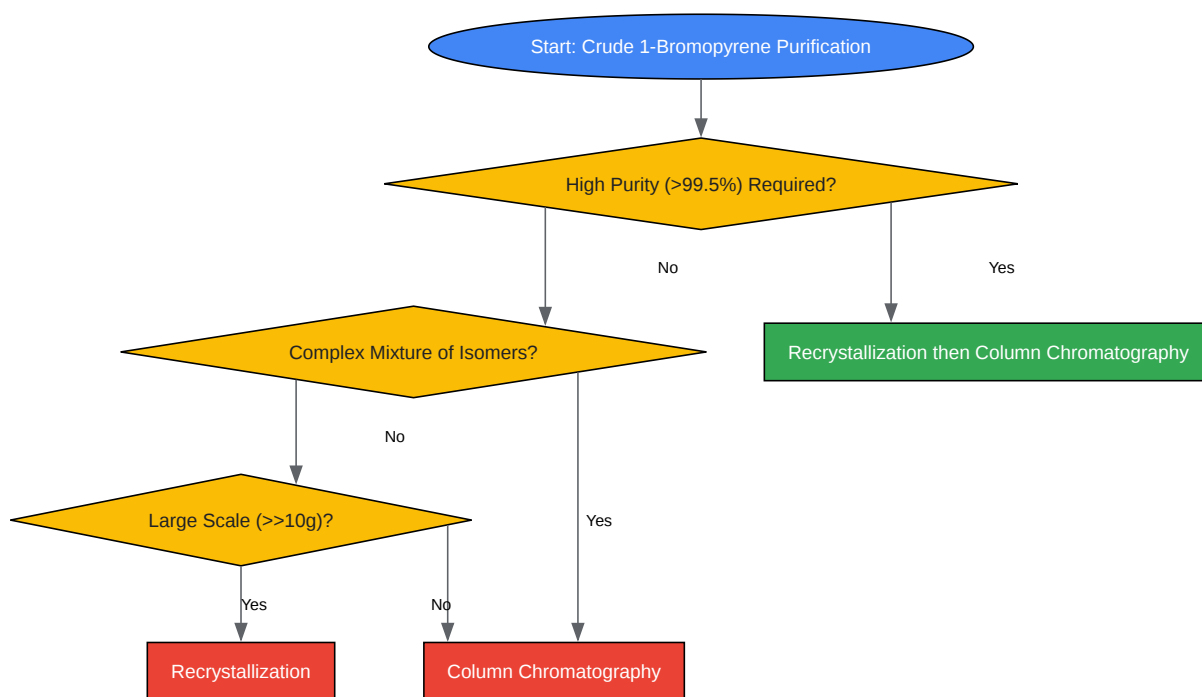 Start: Crude 1-Bromopyrene Purification
High Purity (>99.5%) Required?
No
Yes
Complex Mixture of Isomers?
Recrystallization then Column Chromatography
No
Large Scale (>>10g)?
Yes
Yes
No
Recrystallization
Column Chromatography